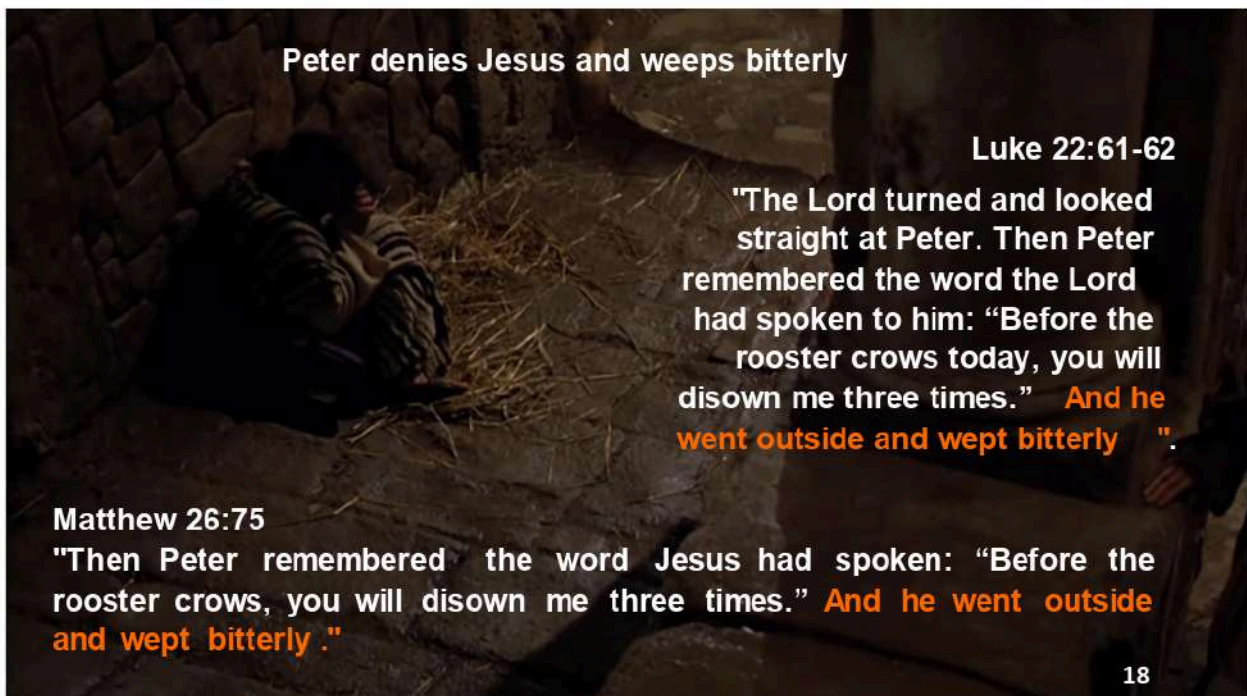 Peter denies Jesus and weeps bitterly
Luke 22:61-62
"The Lord turned and looked
straight at Peter. Then Peter
remembered the word the Lord
had spoken to him: “Before the
rooster crows today, you will
disown me three times.” And he
went outside and wept bitterly ".
Matthew 26:75
"Then Peter remembered the word Jesus had spoken: “Before the
rooster crows, you will disown me three times.” And he went outside
and wept bitterly ."
18